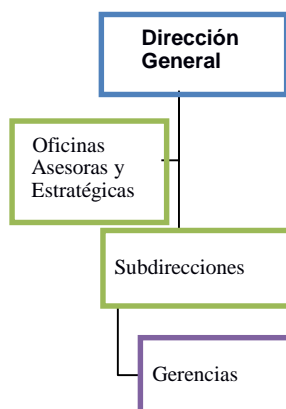 Dirección
General
Oficinas
Asesoras y
Estratégicas
Subdirecciones
Gerencias